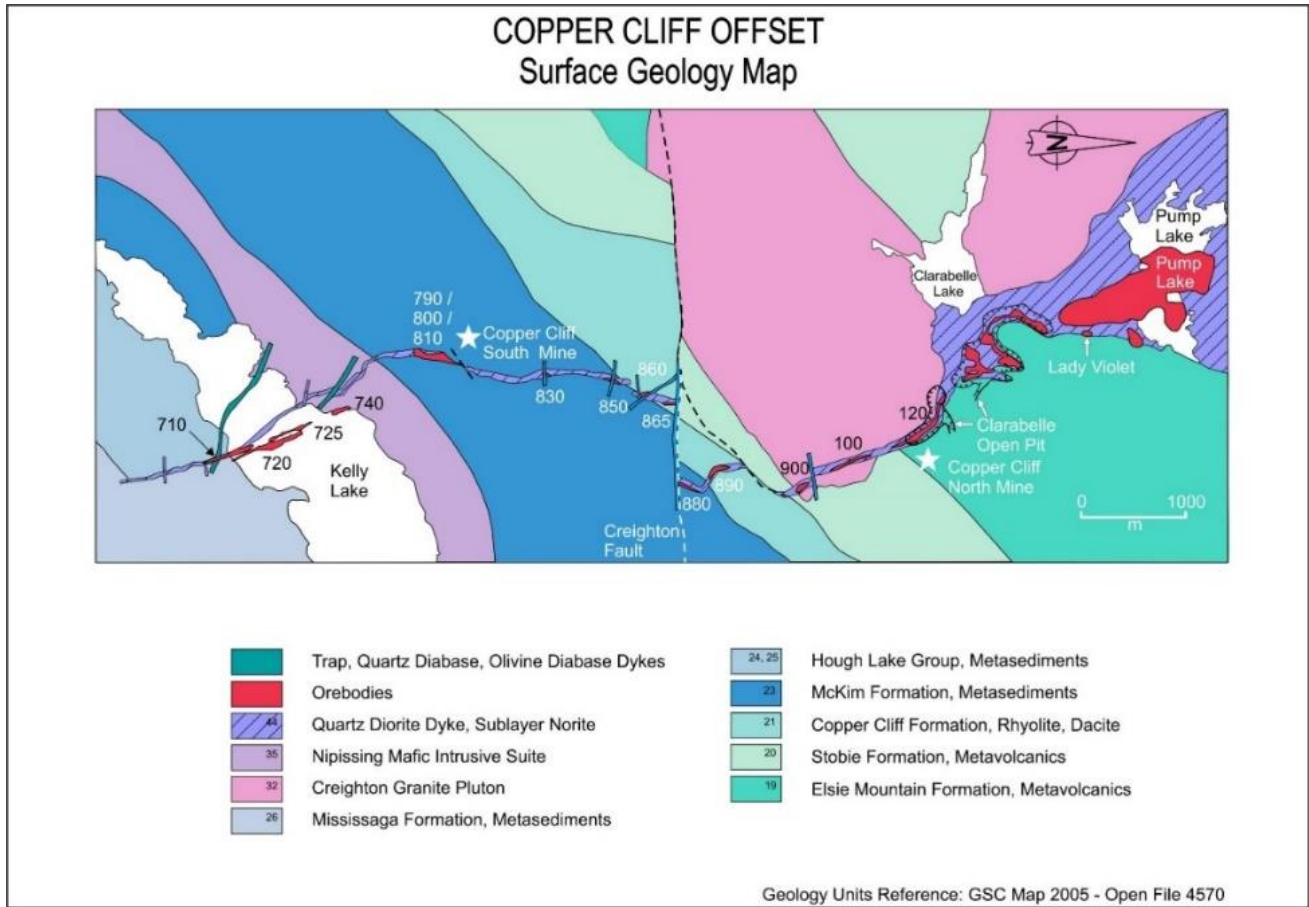 COPPER CLIFF OFFSET
Surface Geology Map
N
Pump
Lake
Pump
Lake
Clarabelle
Lake
Lady Violet
790 /
800 /
810
Copper Cliff
South Mine
860
830
850
865
740
710
725
720
Kelly
Lake
120
100
900
890
880
Clarabelle
Open Pit
Copper Cliff
North Mine
0 1000
m
Creighton
Fault
Trap, Quartz Diabase, Olivine Diabase Dykes
Orebodies
44 Quartz Diorite Dyke, Sublayer Norite
35 Nipissing Mafic Intrusive Suite
32 Creighton Granite Pluton
26 Mississaga Formation, Metasediments
24, 25 Hough Lake Group, Metasediments
23 McKim Formation, Metasediments
21 Copper Cliff Formation, Rhyolite, Dacite
20 Stobie Formation, Metavolcanics
19 Elsie Mountain Formation, Metavolcanics
Geology Units Reference: GSC Map 2005 - Open File 4570